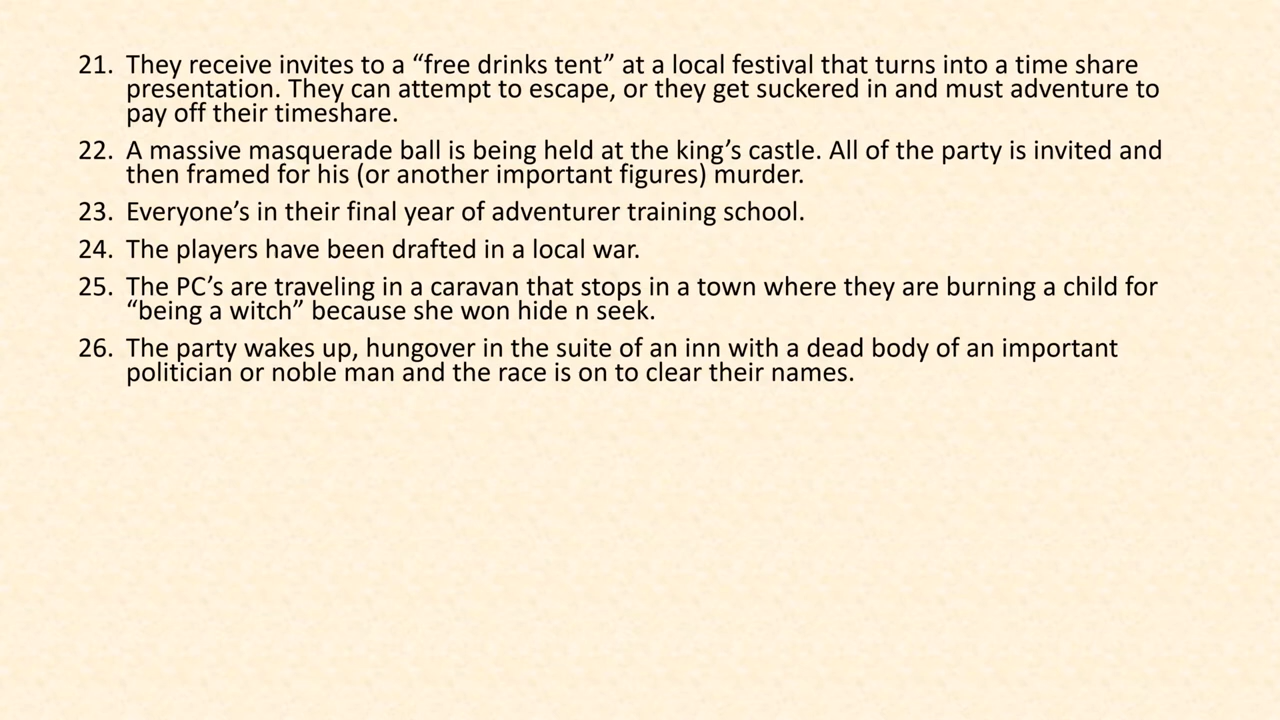 21. They receive invites to a “free drinks tent” at a local festival that turns into a time share
presentation. They can attempt to escape, or they get suckered in and must adventure to
pay off their timeshare.
22. A massive masquerade ball is being held at the king’s castle. All of the party is invited and
then framed for his (or another important figures) murder.
23. Everyone’s in their final year of adventurer training school.
24. The players have been drafted in a local war.
25. The PC’s are traveling in a caravan that stops in a town where they are burning a child for
“being a witch” because she won hide n seek.
26. The party wakes up, hungover in the suite of an inn with a dead body of an important
politician or noble man and the race is on to clear their names.